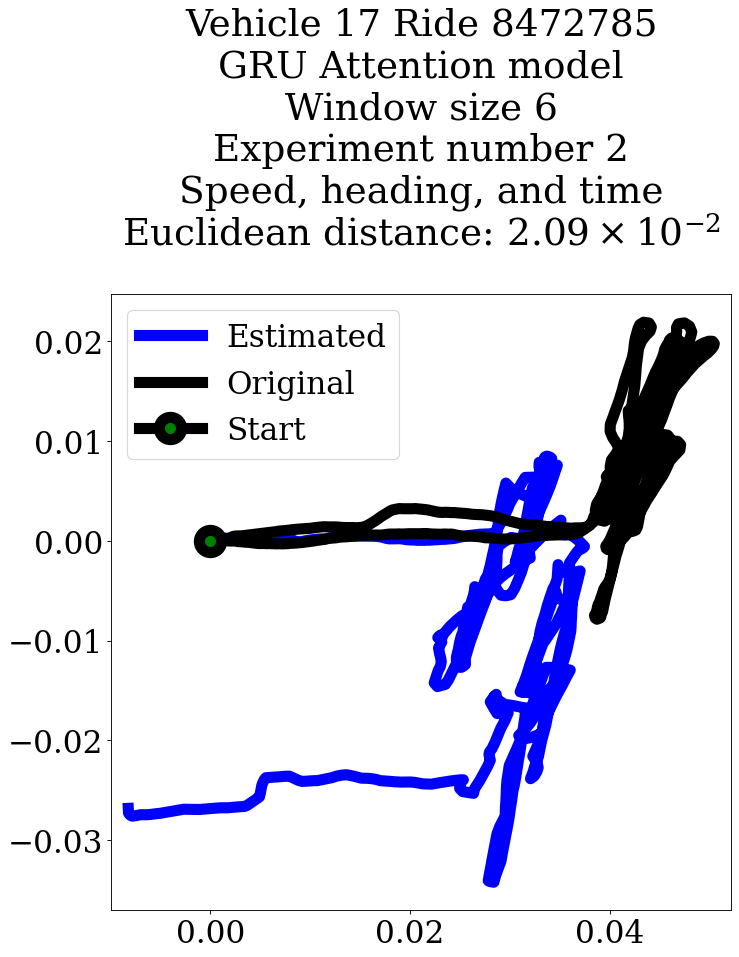 Vehicle 17 Ride 8472785
GRU Attention model
Window size 6
Experiment number 2
Speed, heading, and time
Euclidean distance: 2.09 × 10⁻²
Estimated
Original
Start
0.02
0.01
0.00
−0.01
−0.02
−0.03
0.00 0.02 0.04